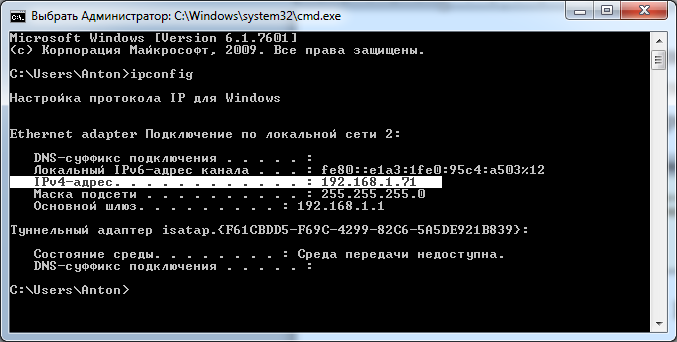 Выбрать Администратор: C:\Windows\system32\cmd.exe
Microsoft Windows [Version 6.1.7601]
(c) Корпорация Майкрософт, 2009. Все права защищены.
C:\Users\Anton>ipconfig
Настройка протокола IP для Windows
Ethernet adapter Подключение по локальной сети 2:
DNS-суффикс подключения . . . . . :
Локальный IPv6-адрес канала . . . : fe80::e1a3:1fe0:95c4:a503%12
IPv4-адрес. . . . . . . . . . . . : 192.168.1.71
Маска подсети . . . . . . . . . . : 255.255.255.0
Основной шлюз. . . . . . . . . : 192.168.1.1
Туннельный адаптер isatap.{F61CBDD5-F69C-4299-82C6-5A5DE921B839}:
Состояние среды. . . . . . . . : Среда передачи недоступна.
DNS-суффикс подключения . . . . . :
C:\Users\Anton>